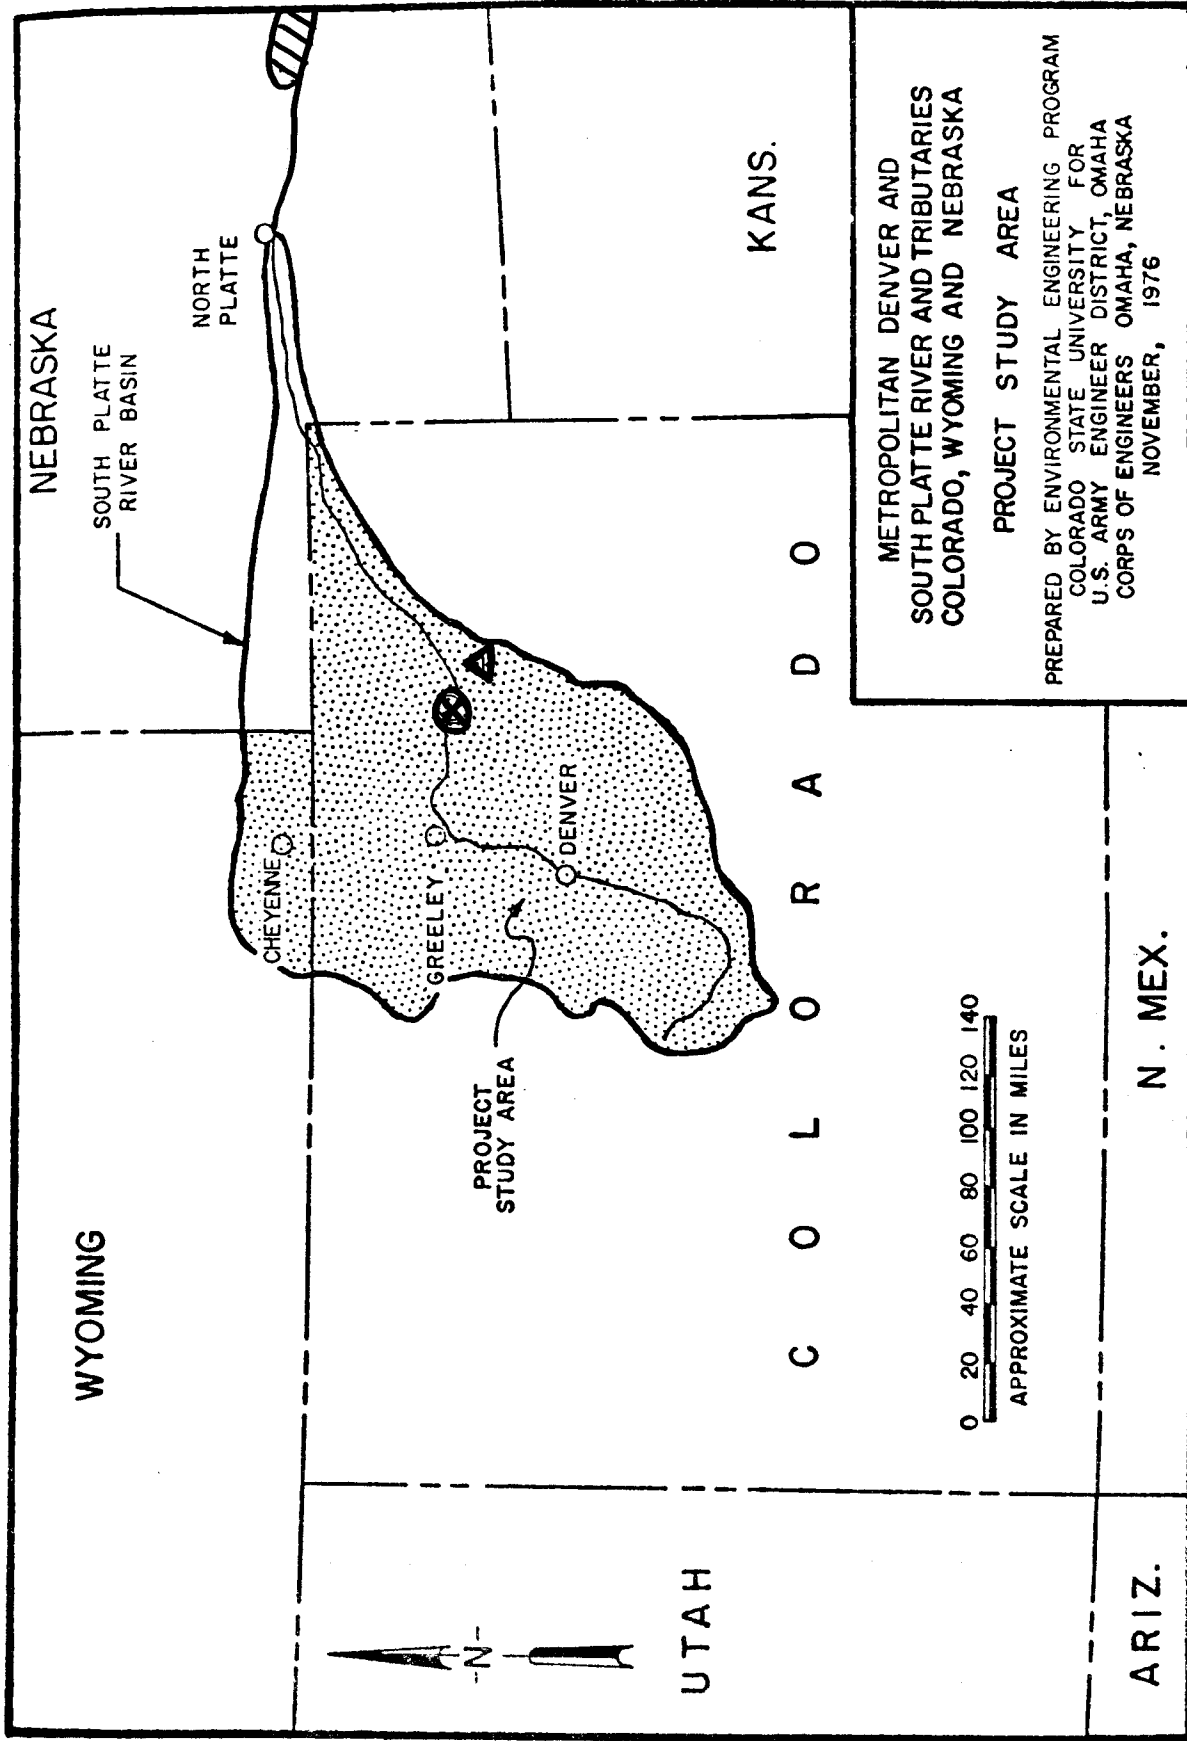 WYOMING
NEBRASKA
SOUTH PLATTE
RIVER BASIN
NORTH
PLATTE
CHEYENNE
GREELEY
DENVER
PROJECT
STUDY AREA
KANS.
COLORADO
-N-
UTAH
0 20 40 60 80 100 120 140
APPROXIMATE SCALE IN MILES
ARIZ.
N. MEX.
METROPOLITAN DENVER AND
SOUTH PLATTE RIVER AND TRIBUTARIES
COLORADO, WYOMING AND NEBRASKA
PROJECT STUDY AREA
PREPARED BY ENVIRONMENTAL ENGINEERING PROGRAM
COLORADO STATE UNIVERSITY FOR
U.S. ARMY ENGINEER DISTRICT, OMAHA
CORPS OF ENGINEERS OMAHA, NEBRASKA
NOVEMBER, 1976